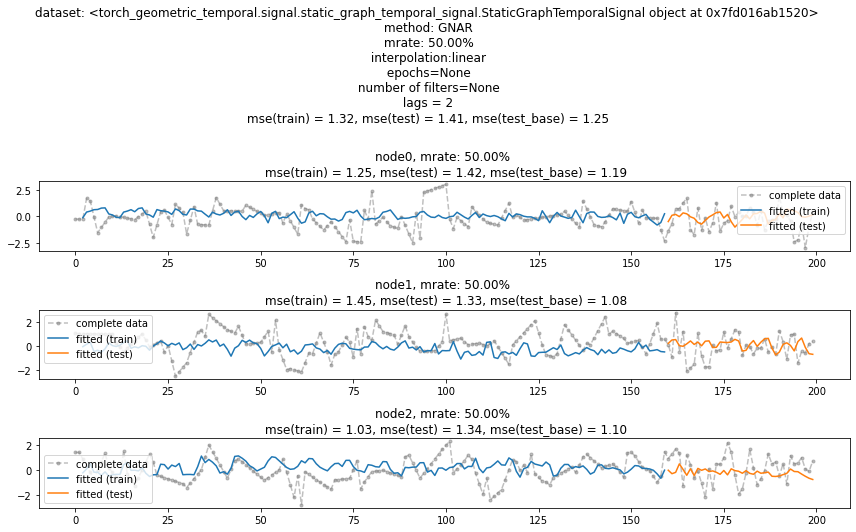 dataset: <torch_geometric_temporal.signal.static_graph_temporal_signal.StaticGraphTemporalSignal object at 0x7fd016ab1520>
method: GNAR
mrate: 50.00%
interpolation:linear
epochs=None
number of filters=None
lags = 2
mse(train) = 1.32, mse(test) = 1.41, mse(test_base) = 1.25
node0, mrate: 50.00%
mse(train) = 1.25, mse(test) = 1.42, mse(test_base) = 1.19
2.5
0.0
−2.5
complete data
fitted (train)
fitted (test)
0 25 50 75 100 125 150 175 200
node1, mrate: 50.00%
mse(train) = 1.45, mse(test) = 1.33, mse(test_base) = 1.08
2
0
−2
complete data
fitted (train)
fitted (test)
0 25 50 75 100 125 150 175 200
node2, mrate: 50.00%
mse(train) = 1.03, mse(test) = 1.34, mse(test_base) = 1.10
2
0
−2
complete data
fitted (train)
fitted (test)
0 25 50 75 100 125 150 175 200